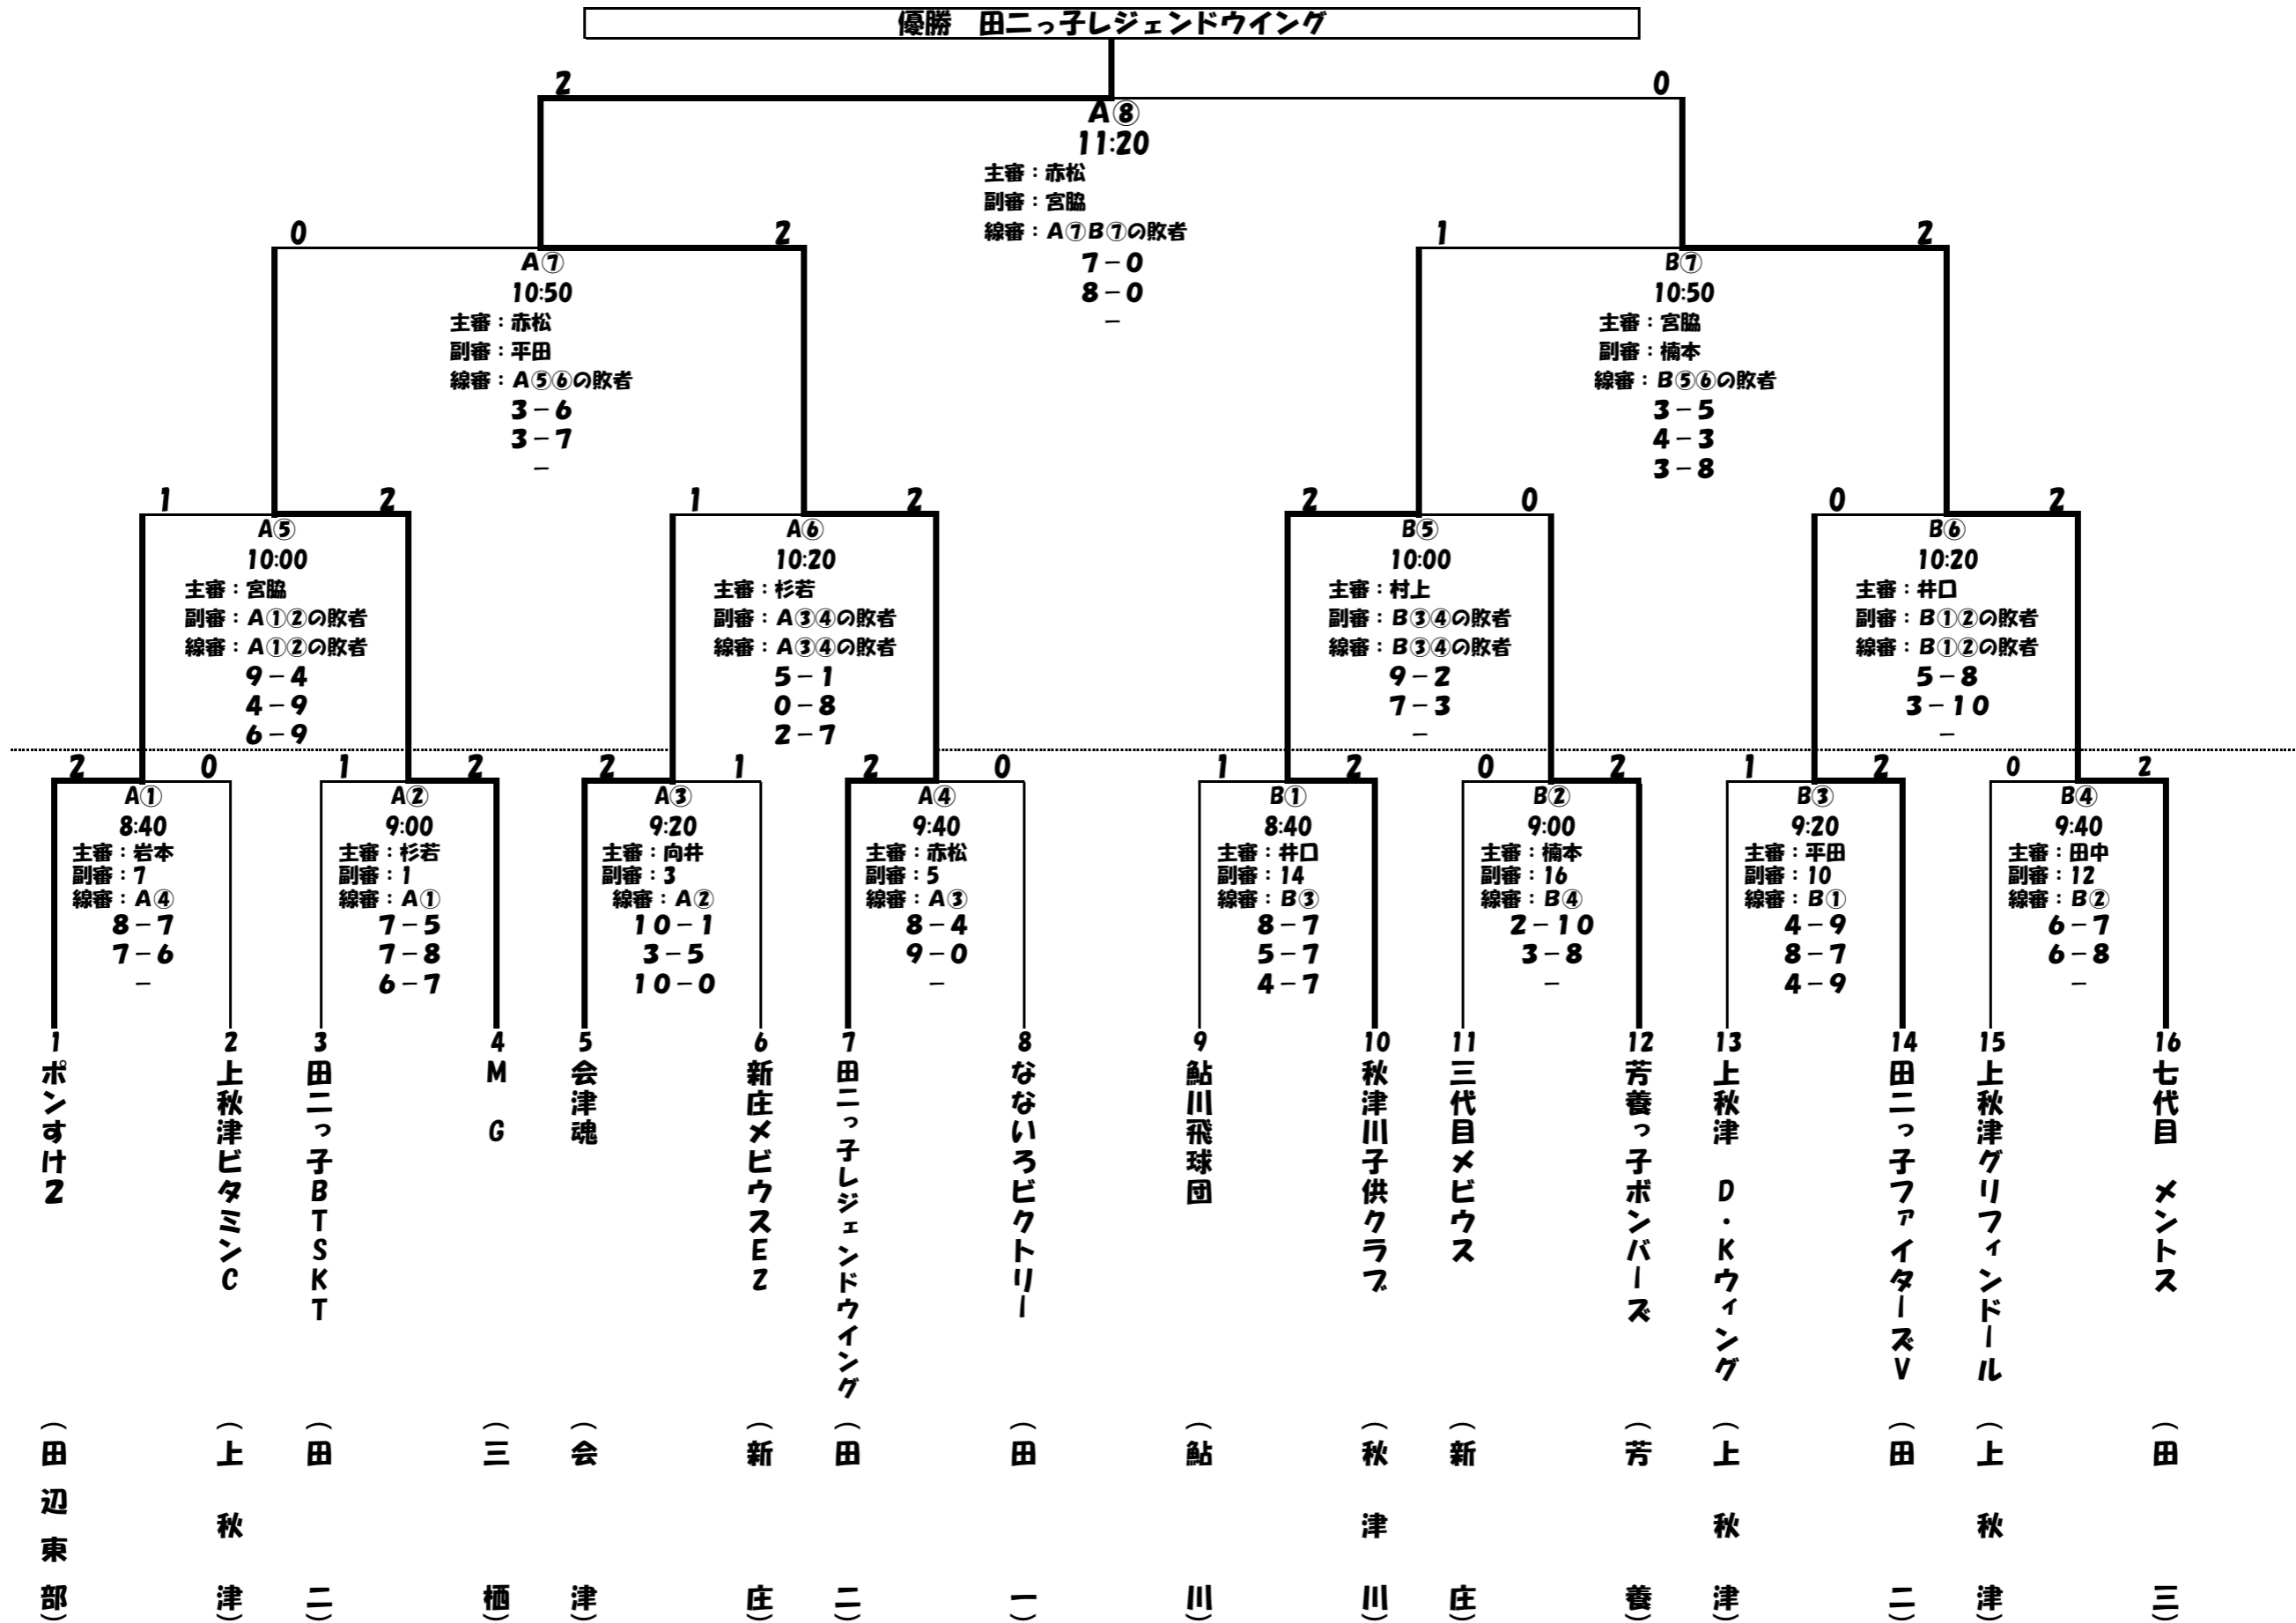 優勝　田二っ子レジェンドウイング
2
0
A⑧
11:20
主審：赤松
副審：宮脇
線審：A⑦B⑦の敗者
7－0
8－0
－
0
2
A⑦
10:50
主審：赤松
副審：平田
線審：A⑤⑥の敗者
3－6
3－7
－
1
2
B⑦
10:50
主審：宮脇
副審：楠本
線審：B⑤⑥の敗者
3－5
4－3
3－8
1
2
A⑤
10:00
主審：宮脇
副審：A①②の敗者
線審：A①②の敗者
9－4
4－9
6－9
1
2
A⑥
10:20
主審：杉若
副審：A③④の敗者
線審：A③④の敗者
5－1
0－8
2－7
2
0
B⑤
10:00
主審：村上
副審：B③④の敗者
線審：B③④の敗者
9－2
7－3
－
0
2
B⑥
10:20
主審：井口
副審：B①②の敗者
線審：B①②の敗者
5－8
3－10
－
2
0
A①
8:40
主審：岩本
副審：7
線審：A④
8－7
7－6
－
1
2
A②
9:00
主審：杉若
副審：1
線審：A①
7－5
7－8
6－7
2
1
A③
9:20
主審：向井
副審：3
線審：A②
10－1
3－5
10－0
2
0
A④
9:40
主審：赤松
副審：5
線審：A③
8－4
9－0
－
1
2
B①
8:40
主審：井口
副審：14
線審：B③
8－7
5－7
4－7
0
2
B②
9:00
主審：楠本
副審：16
線審：B④
2－10
3－8
－
1
2
B③
9:20
主審：平田
副審：10
線審：B①
4－9
8－7
4－9
0
2
B④
9:40
主審：田中
副審：12
線審：B②
6－7
6－8
－
1
ポンすけ2
（田辺東部）
2
上秋津ビタミンC
（上秋津）
3
田二っ子BTSKT
（田二）
4
M G
（三栖）
5
会津魂
（会津）
6
新庄メビウスE2
（新庄）
7
田二っ子レジェンドウイング
（田二）
8
なないろビクトリー
（田一）
9
鮎川飛球団
（鮎川）
10
秋津川子供クラブ
（秋津川）
11
三代目メビウス
（新庄）
12
芳養っ子ボンバーズ
（芳養）
13
上秋津　D・Kウィング
（上秋津）
14
田二っ子ファイターズV
（田二）
15
上秋津グリフィンドール
（上秋津）
16
七代目　メントス
（田三）